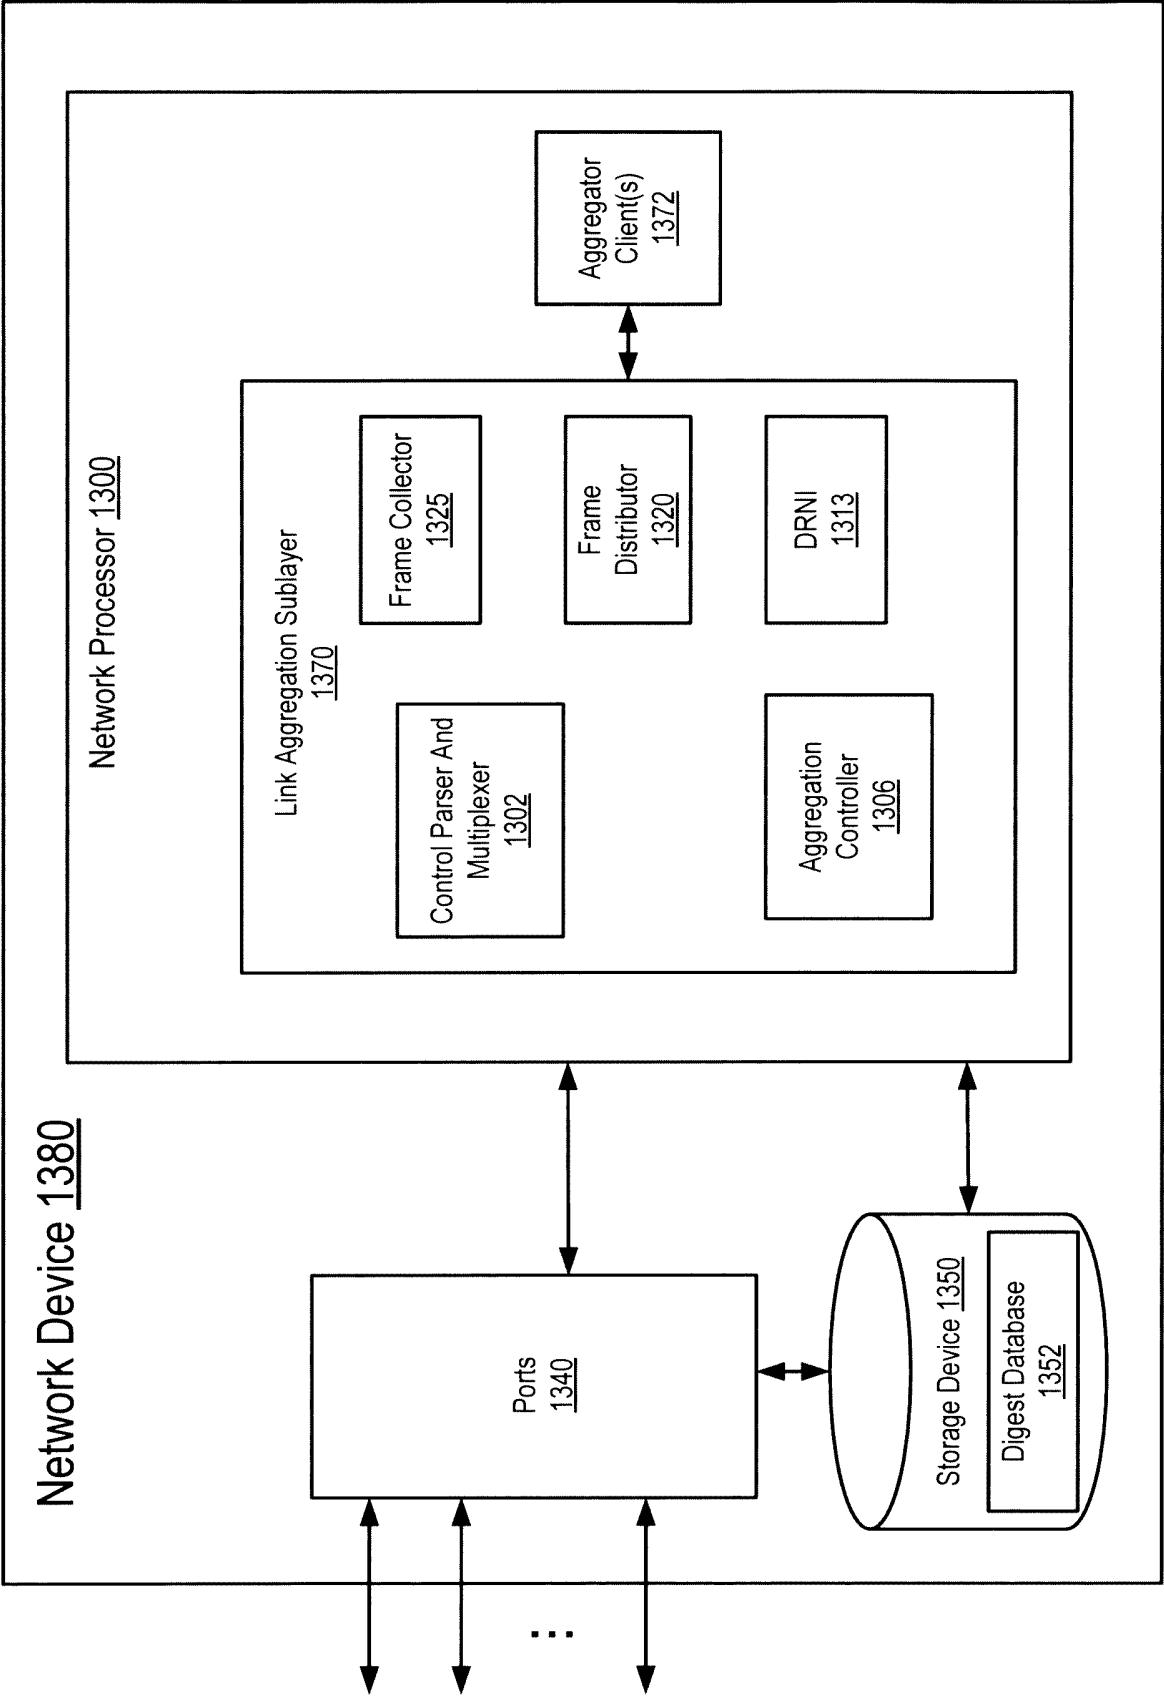 Network Device 1380
Network Processor 1300
Link Aggregation Sublayer
1370
Control Parser And
Multiplexer
1302
Frame Collector
1325
Frame
Distributor
1320
Aggregation
Controller
1306
DRNI
1313
Aggregator
Client(s)
1372
Ports
1340
...
Storage Device 1350
Digest Database
1352